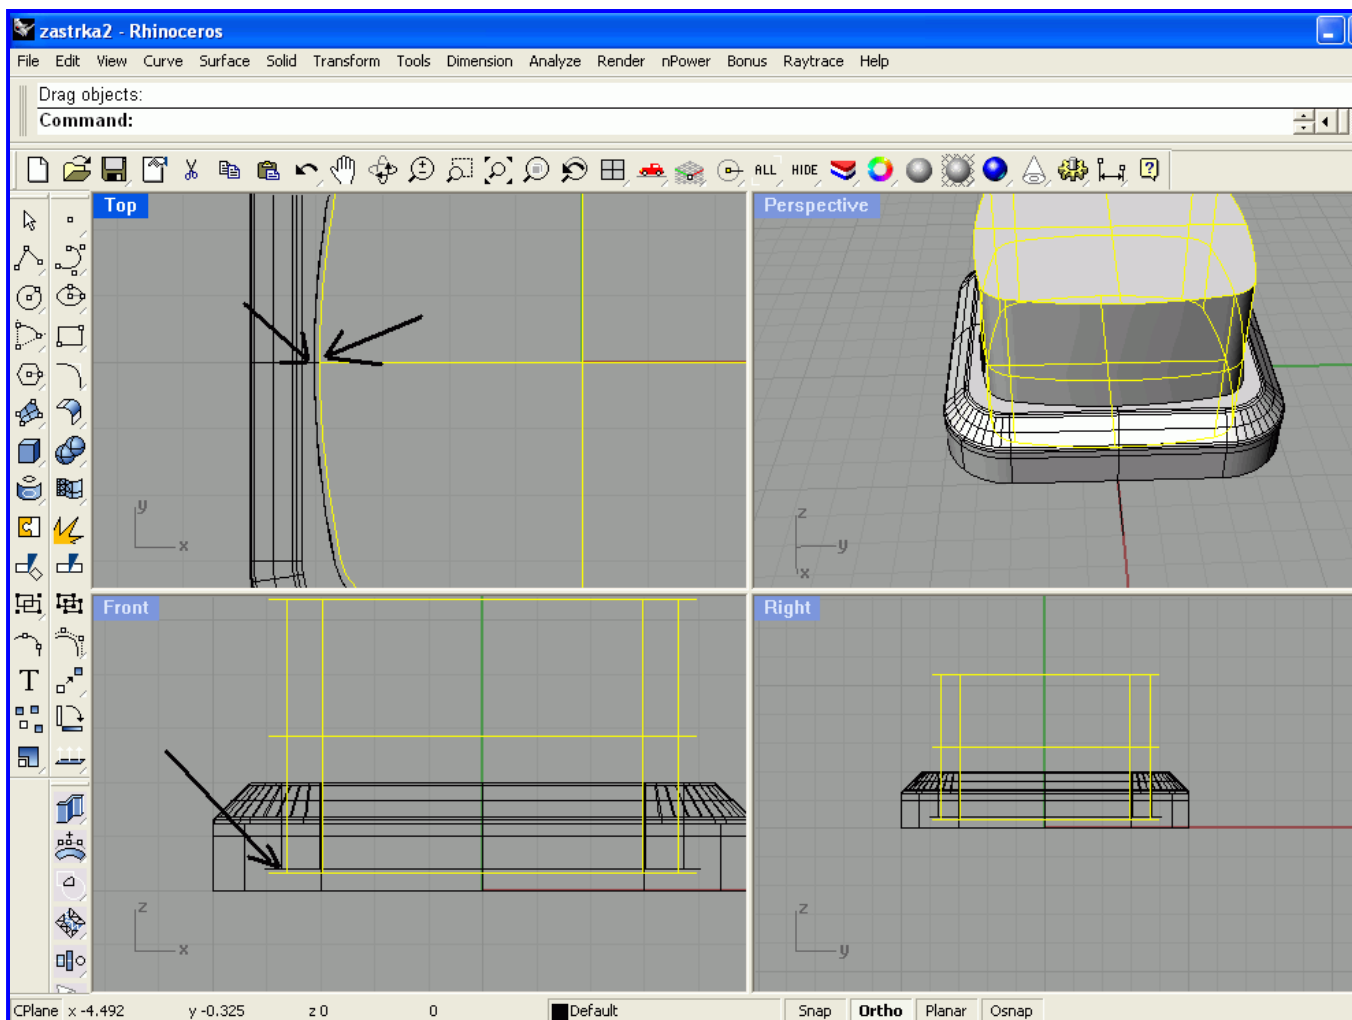 zastrka2 - Rhinoceros
File Edit View Curve Surface Solid Transform Tools Dimension Analyze Render nPower Bonus Raytrace Help
Drag objects:
Command:
ALL HIDE
Top
Perspective
y
x
z
y
x
T
Front
Right
z
x
z
y
CPlane x -4.492 y -0.325 z 0 0 Default Snap Ortho Planar Osnap